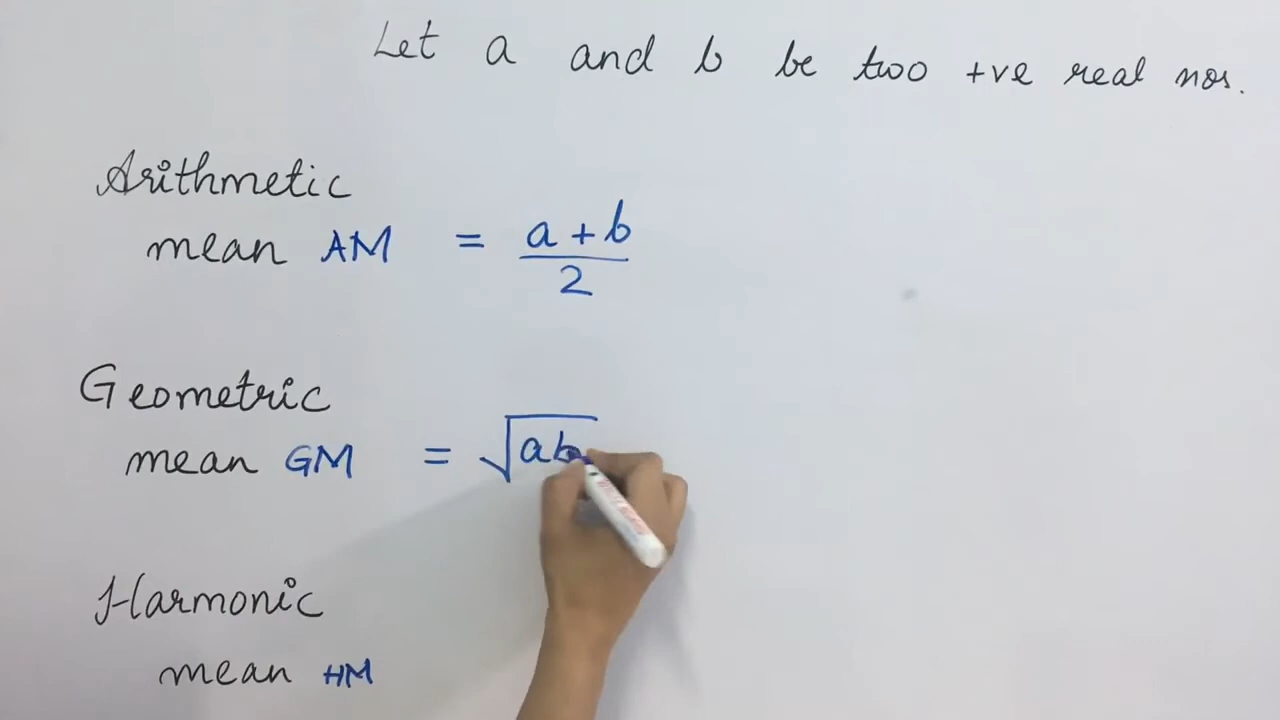 Let a and b be two +ve real nos.
Arithmetic
mean AM = a + b
2
Geometric
mean GM = √ab
Harmonic
mean HM